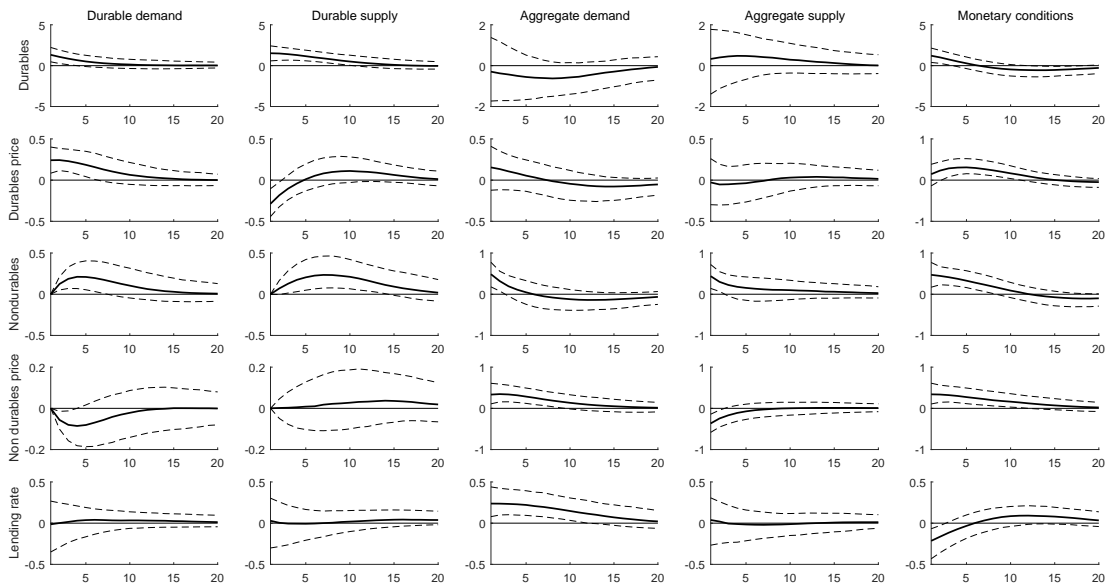 Durable demand Durable supply Aggregate demand Aggregate supply Monetary conditions
Durables
5 5 2 2 5
0 0 0 0 0
-5 -5 -2 -2 -5
5 10 15 20 5 10 15 20 5 10 15 20 5 10 15 20 5 10 15 20
Durables price
0.5 0.5 0.5 0.5 1
0 0 0 0 0
-0.5 -0.5 -0.5 -0.5 -1
5 10 15 20 5 10 15 20 5 10 15 20 5 10 15 20 5 10 15 20
Nondurables
0.5 0.5 1 1 1
0 0 0 0 0
-0.5 -0.5 -1 -1 -1
5 10 15 20 5 10 15 20 5 10 15 20 5 10 15 20 5 10 15 20
Non durables price
0.2 0.2 1 1 1
0 0 0 0 0
-0.2 -0.2 -1 -1 -1
5 10 15 20 5 10 15 20 5 10 15 20 5 10 15 20 5 10 15 20
Lending rate
0.5 0.5 0.5 0.5 0.5
0 0 0 0 0
-0.5 -0.5 -0.5 -0.5 -0.5
5 10 15 20 5 10 15 20 5 10 15 20 5 10 15 20 5 10 15 20